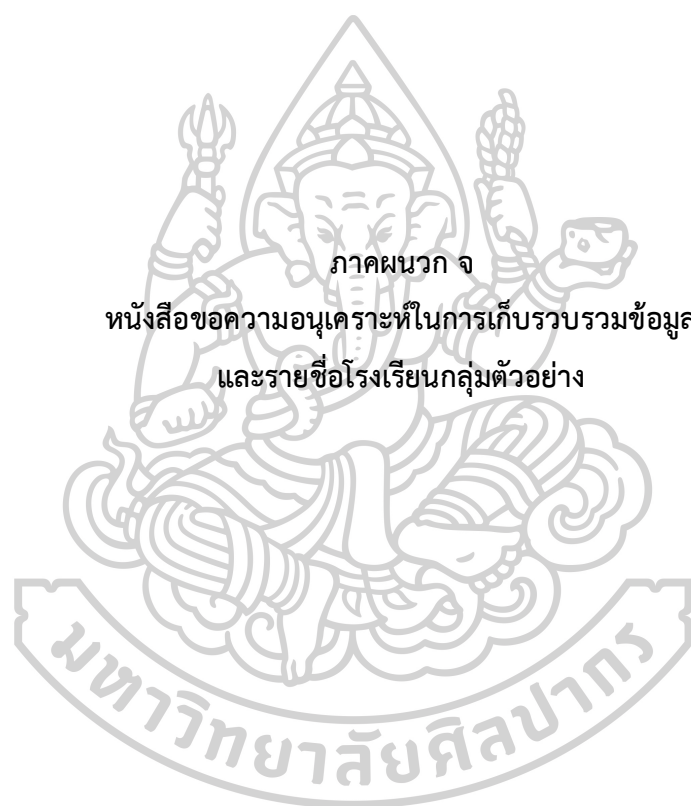 ภาคผนวก จ
หนังสือขอความอนุเคราะห์ในการเก็บรวบรวมข้อมูล
และรายชื่อโรงเรียนกลุ่มตัวอย่าง
มหาวิทยาลัยศิลปากร